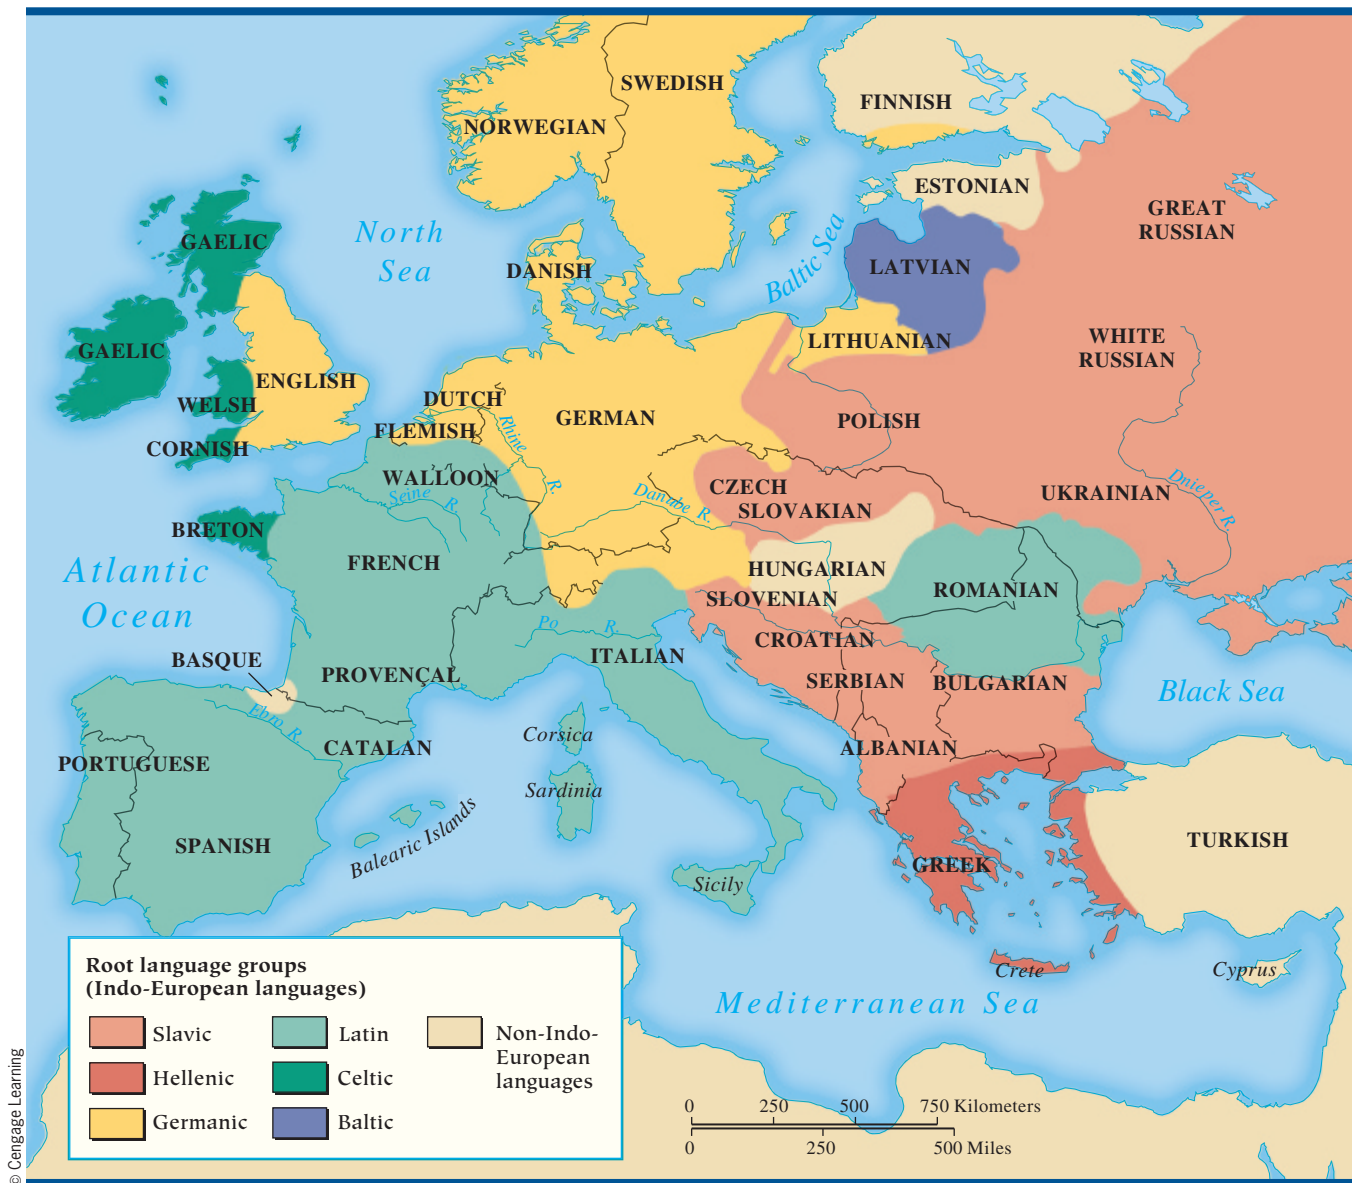 SWEDISH
NORWEGIAN
FINNISH
ESTONIAN
GREAT
RUSSIAN
GAELIC
North
Sea
DANISH
Baltic Sea
LATVIAN
GAELIC
ENGLISH
WELSH
CORNISH
DUTCH
FLEMISH
Rhine
R.
GERMAN
LITHUANIAN
WHITE
RUSSIAN
POLISH
WALLOON
Seine R.
Danube R.
CZECH
SLOVAKIAN
UKRAINIAN
Dnieper R.
BRETON
FRENCH
Atlantic
Ocean
HUNGARIAN
SLOVENIAN
ROMANIAN
Po R.
CROATIAN
BASQUE
PROVENÇAL
ITALIAN
SERBIAN
BULGARIAN
Black Sea
Ebro R.
CATALAN
Corsica
ALBANIAN
PORTUGUESE
Sardinia
SPANISH
Balearic Islands
Sicily
GREEK
TURKISH
Crete
Cyprus
Mediterranean Sea
Root language groups
(Indo-European languages)
Slavic
Hellenic
Germanic
Latin
Celtic
Baltic
Non-Indo-
European
languages
0 250 500 750 Kilometers
0 250 500 Miles
© Cengage Learning